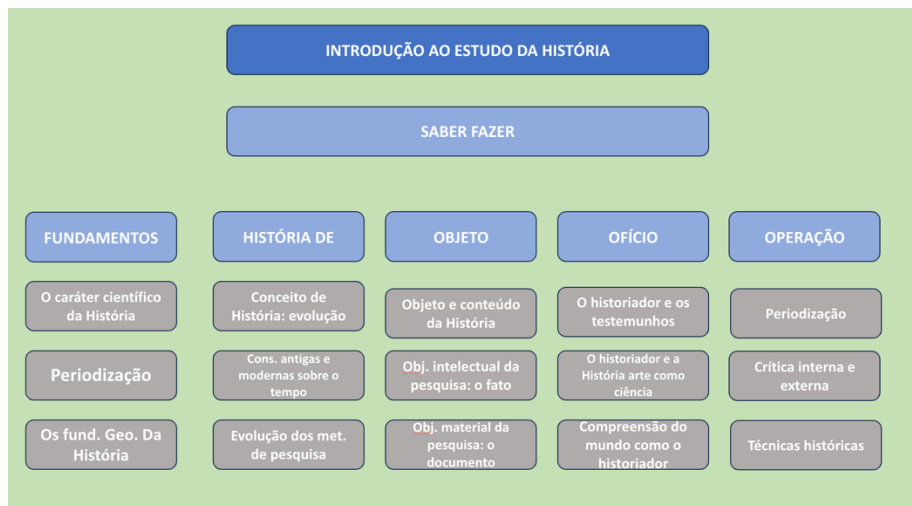 INTRODUÇÃO AO ESTUDO DA HISTÓRIA
SABER FAZER
FUNDAMENTOS
HISTÓRIA DE
OBJETO
OFÍCIO
OPERAÇÃO
O caráter científico
da História
Conceito de
História: evolução
Objeto e conteúdo
da História
O historiador e os
testemunhos
Periodização
Periodização
Cons. antigas e
modernas sobre o
tempo
Obj. intelectual da
pesquisa: o fato
O historiador e a
História arte como
ciência
Crítica interna e
externa
Os fund. Geo. Da
História
Evolução dos met.
de pesquisa
Obj. material da
pesquisa: o
documento
Compreensão do
mundo como o
historiador
Técnicas históricas